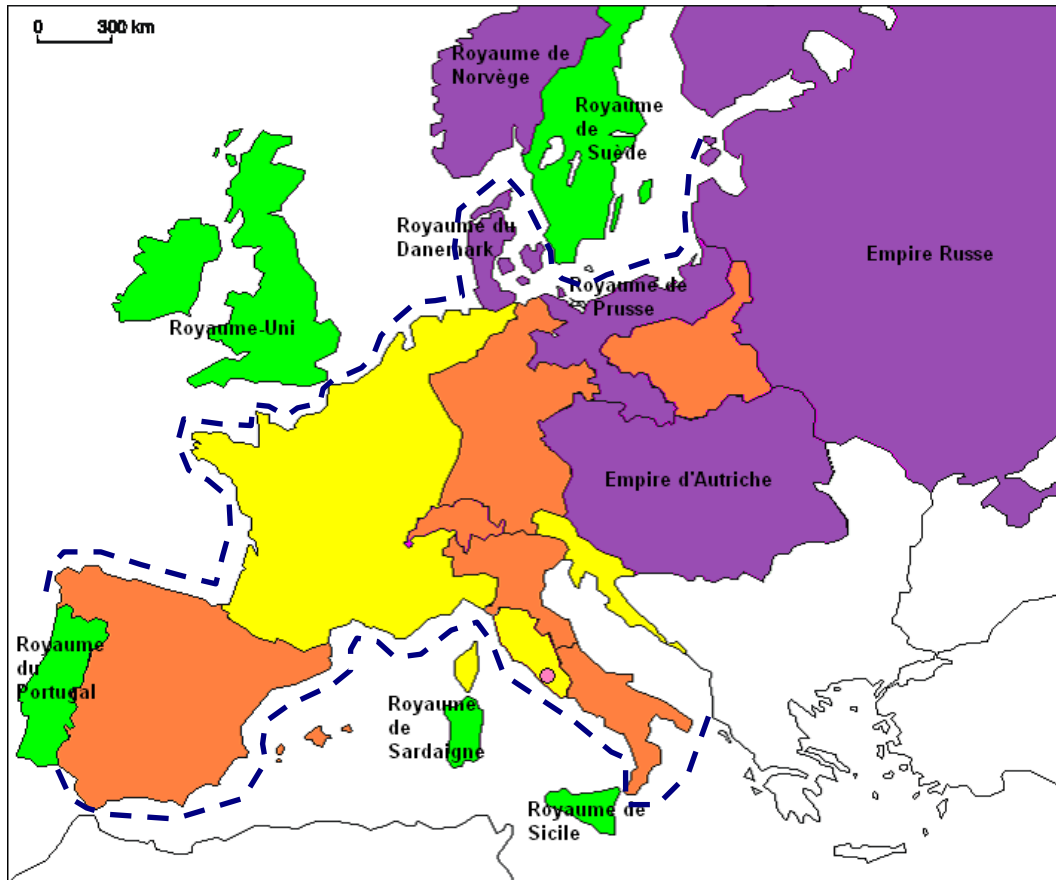 0 300 km
Royaume de
Norvège
Royaume
de
Suède
Royaume du
Danemark
Empire Russe
Royaume de
Prusse
Royaume-Uni
Empire d'Autriche
Royaume
du
Portugal
Royaume
de
Sardaigne
Royaume de
Sicile